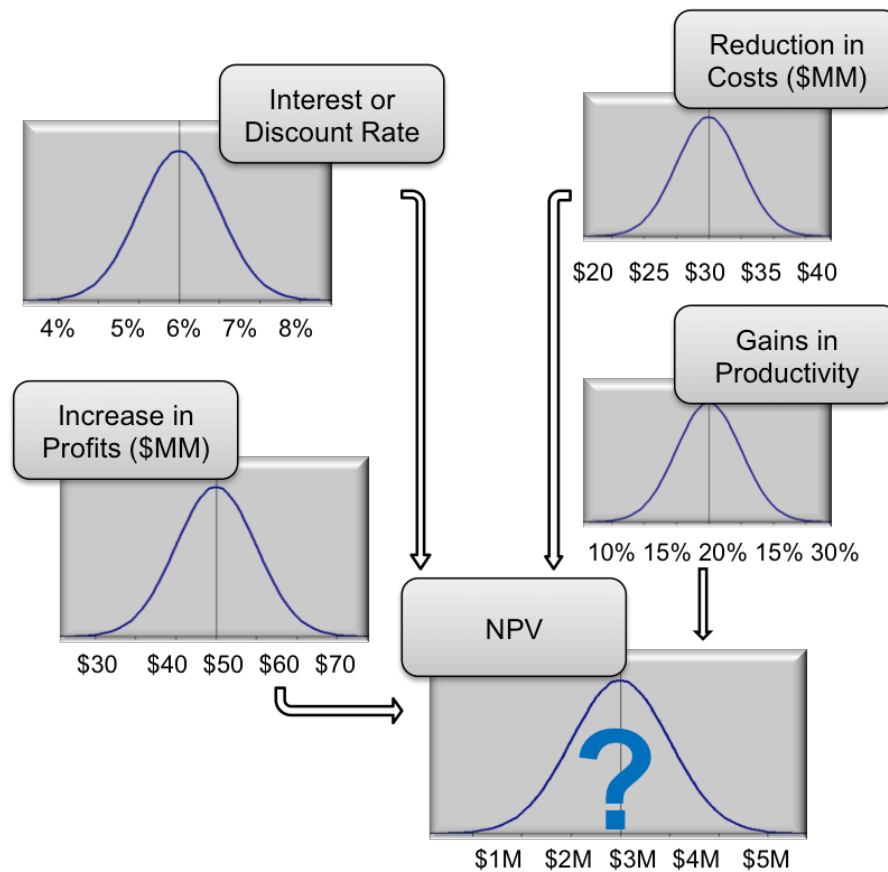 Interest or
Discount Rate
4% 5% 6% 7% 8%
Reduction in
Costs ($MM)
$20 $25 $30 $35 $40
Increase in
Profits ($MM)
$30 $40 $50 $60 $70
Gains in
Productivity
10% 15% 20% 15% 30%
NPV
?
$1M $2M $3M $4M $5M